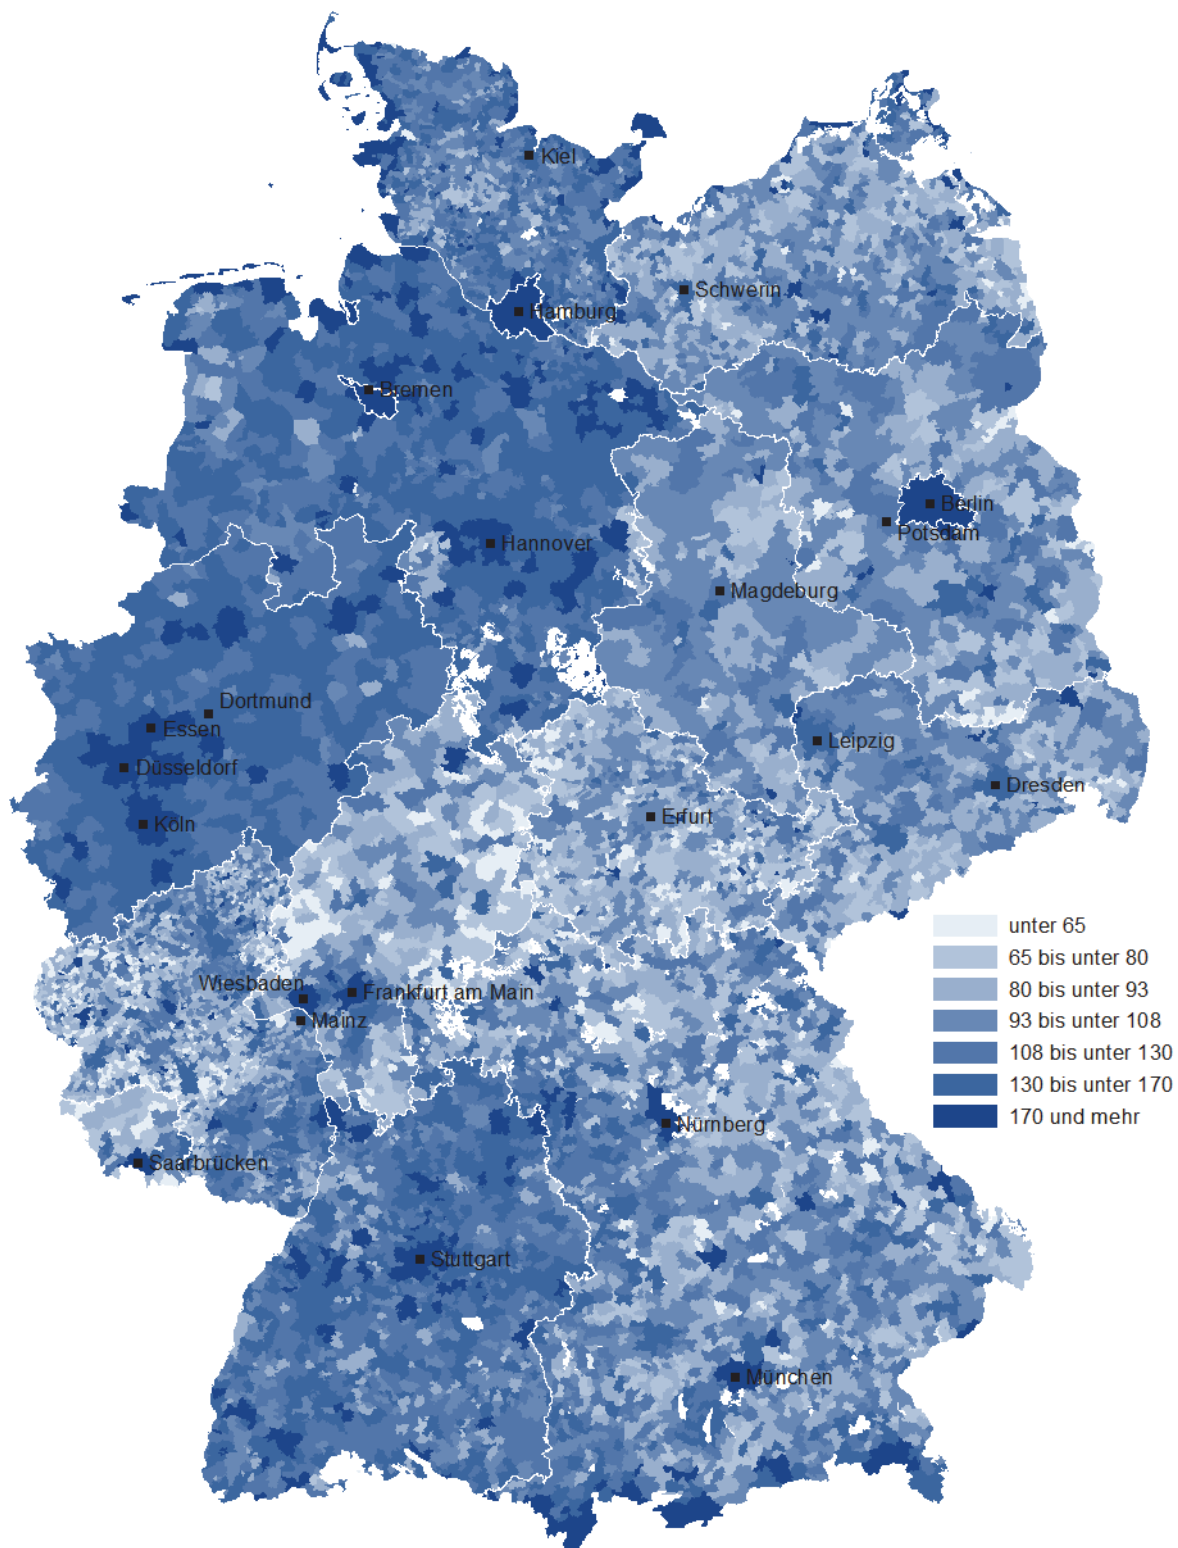 Kiel
Schwerin
Hamburg
Bremen
Berlin
Potsdam
Hannover
Magdeburg
Dortmund
Essen
Düsseldorf
Leipzig
Dresden
Köln
Erfurt
Wiesbaden
Frankfurt am Main
Mainz
Nürnberg
Saarbrücken
Stuttgart
München
unter 65
65 bis unter 80
80 bis unter 93
93 bis unter 108
108 bis unter 130
130 bis unter 170
170 und mehr